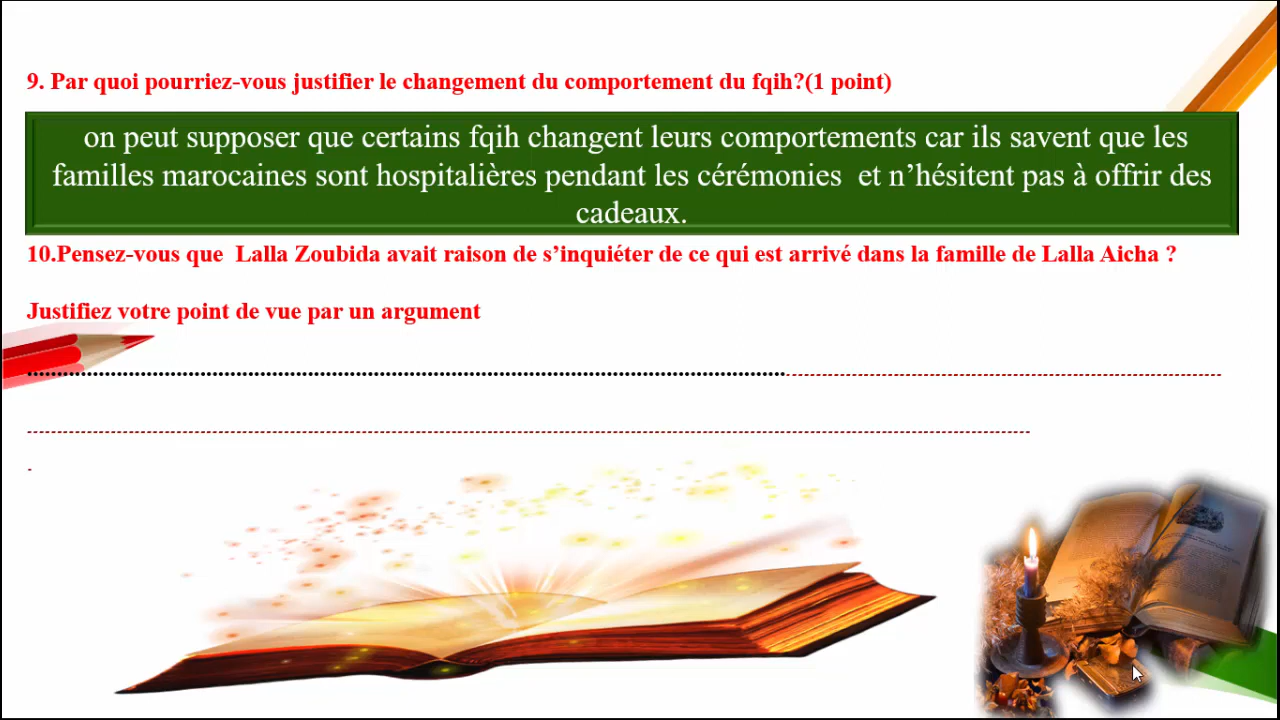 9. Par quoi pourriez-vous justifier le changement du comportement du fqih?(1 point)
on peut supposer que certains fqih changent leurs comportements car ils savent que les
familles marocaines sont hospitalières pendant les cérémonies et n’hésitent pas à offrir des
cadeaux.
10.Pensez-vous que Lalla Zoubida avait raison de s’inquiéter de ce qui est arrivé dans la famille de Lalla Aicha ?
Justifiez votre point de vue par un argument